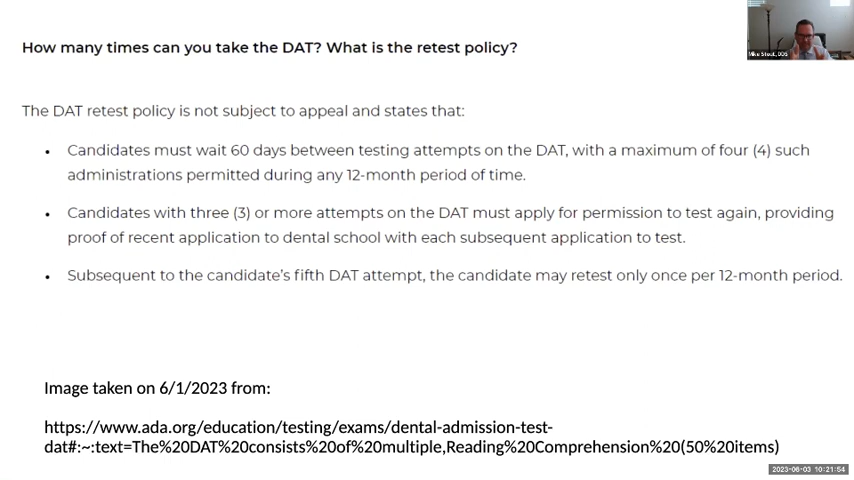 How many times can you take the DAT? What is the retest policy?
Mike Stout, DDS
The DAT retest policy is not subject to appeal and states that:
• Candidates must wait 60 days between testing attempts on the DAT, with a maximum of four (4) such
administrations permitted during any 12-month period of time.
• Candidates with three (3) or more attempts on the DAT must apply for permission to test again, providing
proof of recent application to dental school with each subsequent application to test.
• Subsequent to the candidate's fifth DAT attempt, the candidate may retest only once per 12-month period.
Image taken on 6/1/2023 from:
https://www.ada.org/education/testing/exams/dental-admission-test-
dat#:~:text=The%20DAT%20consists%20of%20multiple,Reading%20Comprehension%20(50%20items)
2023-06-03 10:21:54